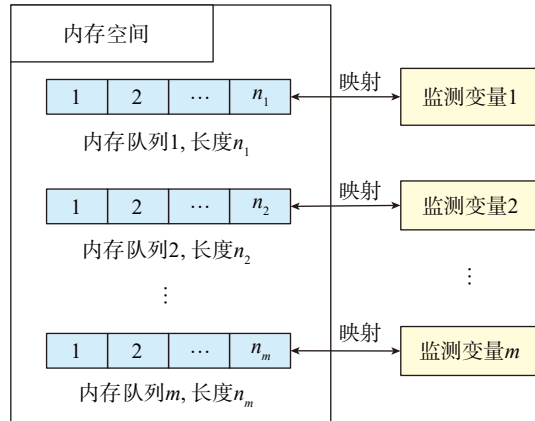 内存空间
1 2 … n₁ 映射 监测变量1
内存队列1, 长度n₁
1 2 … n₂ 映射 监测变量2
内存队列2, 长度n₂
⋮ ⋮
1 2 … nₘ 映射 监测变量m
内存队列m, 长度nₘ